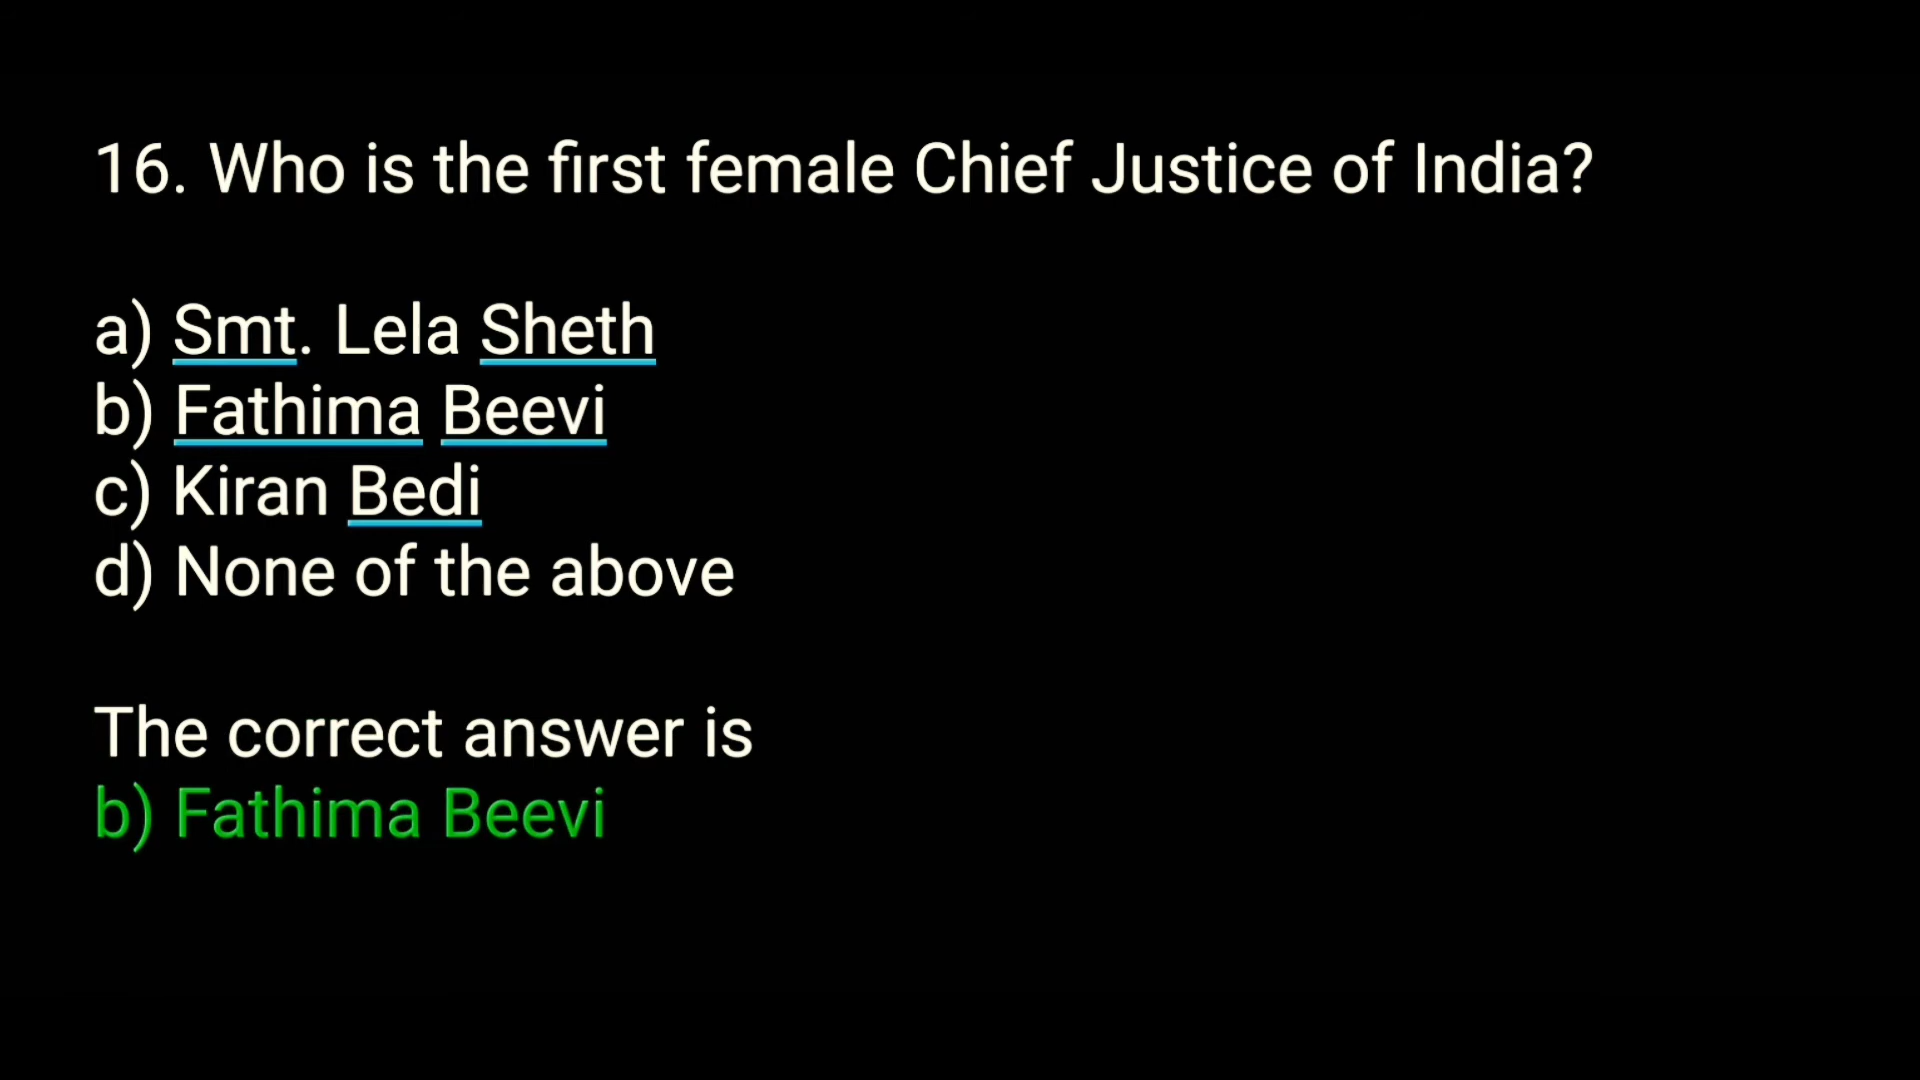 16. Who is the first female Chief Justice of India?
a) Smt. Lela Sheth
b) Fathima Beevi
c) Kiran Bedi
d) None of the above
The correct answer is
b) Fathima Beevi